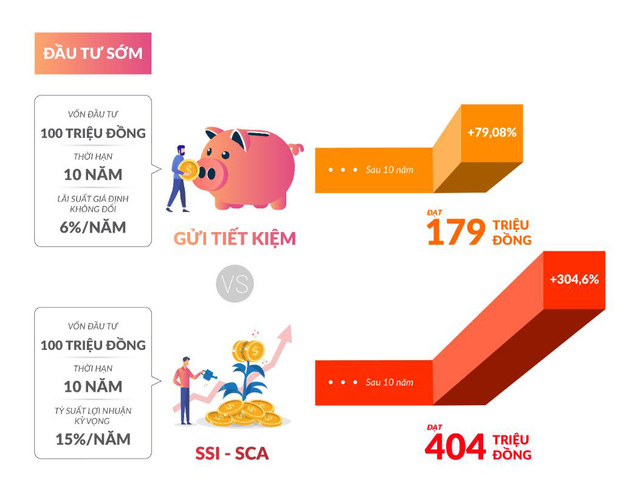 ĐẦU TƯ SỚM
VỐN ĐẦU TƯ
100 TRIỆU ĐỒNG
THỜI HẠN
10 NĂM
LÃI SUẤT GIẢ ĐỊNH
KHÔNG ĐỔI
6%/NĂM
GỬI TIẾT KIỆM
Sau 10 năm
+79,08%
ĐẠT
179 TRIỆU
ĐỒNG
VS
VỐN ĐẦU TƯ
100 TRIỆU ĐỒNG
THỜI HẠN
10 NĂM
TỶ SUẤT LỢI NHUẬN
KỲ VỌNG
15%/NĂM
SSI - SCA
Sau 10 năm
+304,6%
ĐẠT
404 TRIỆU
ĐỒNG